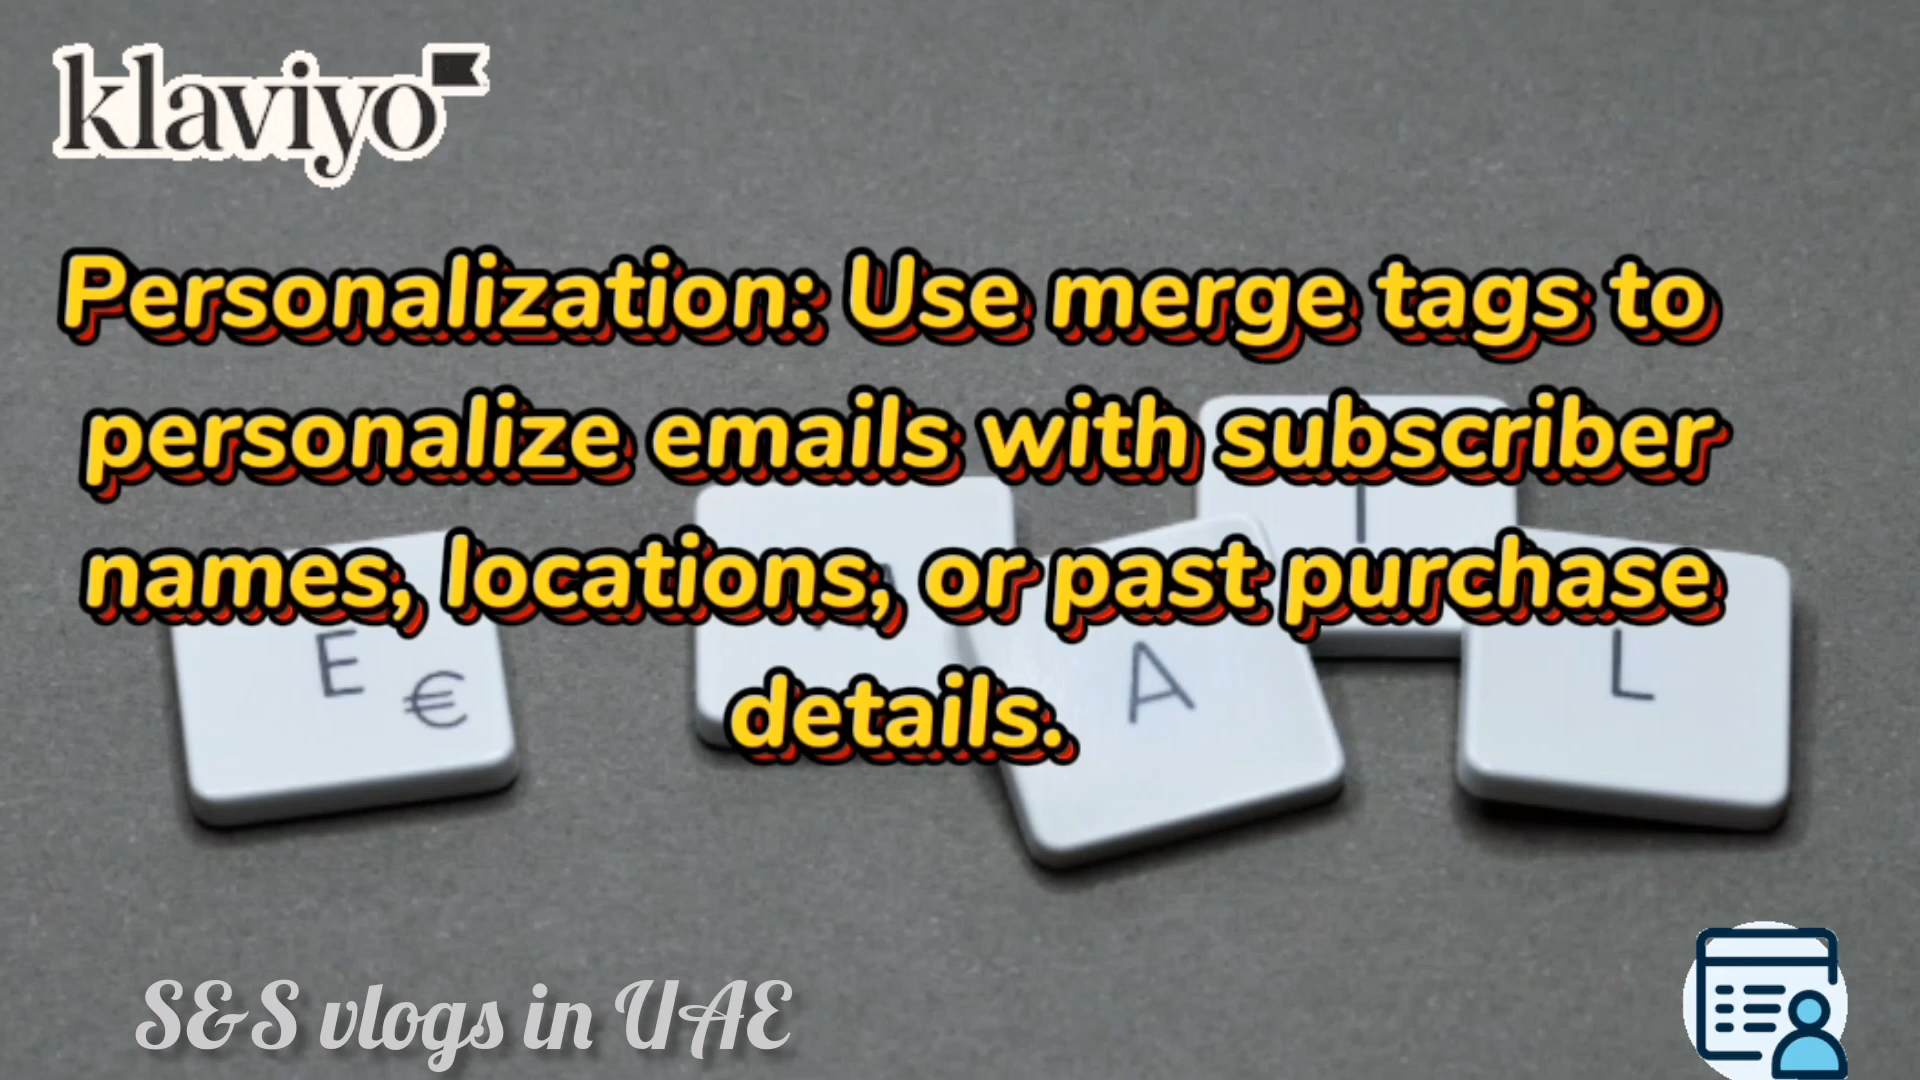 klaviyo
Personalization: Use merge tags to
personalize emails with subscriber
names, locations, or past purchase
details.
E €
A
I
L
S&S vlogs in UAE